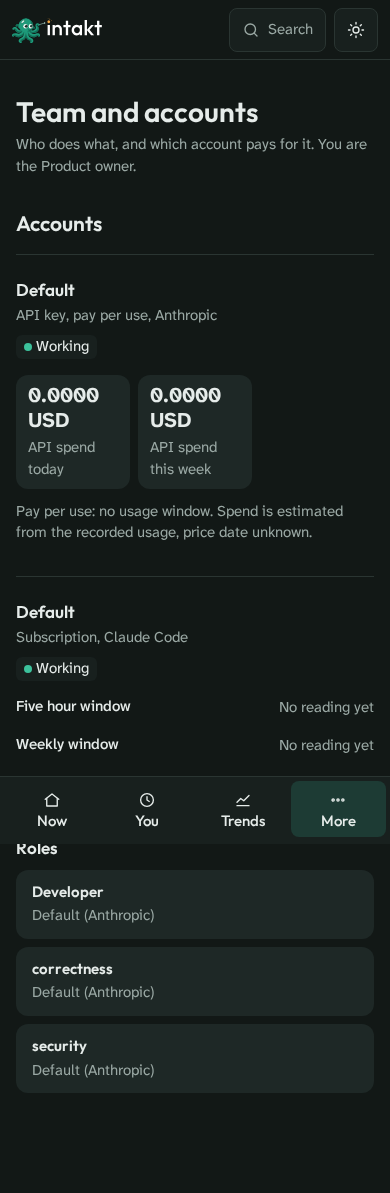 intakt
Search
Team and accounts
Who does what, and which account pays for it. You are
the Product owner.
Accounts
Default
API key, pay per use, Anthropic
Working
0.0000
USD
API spend
today
0.0000
USD
API spend
this week
Pay per use: no usage window. Spend is estimated
from the recorded usage, price date unknown.
Default
Subscription, Claude Code
Working
Five hour window No reading yet
Weekly window No reading yet
Now You Trends More
Roles
Developer
Default (Anthropic)
correctness
Default (Anthropic)
security
Default (Anthropic)